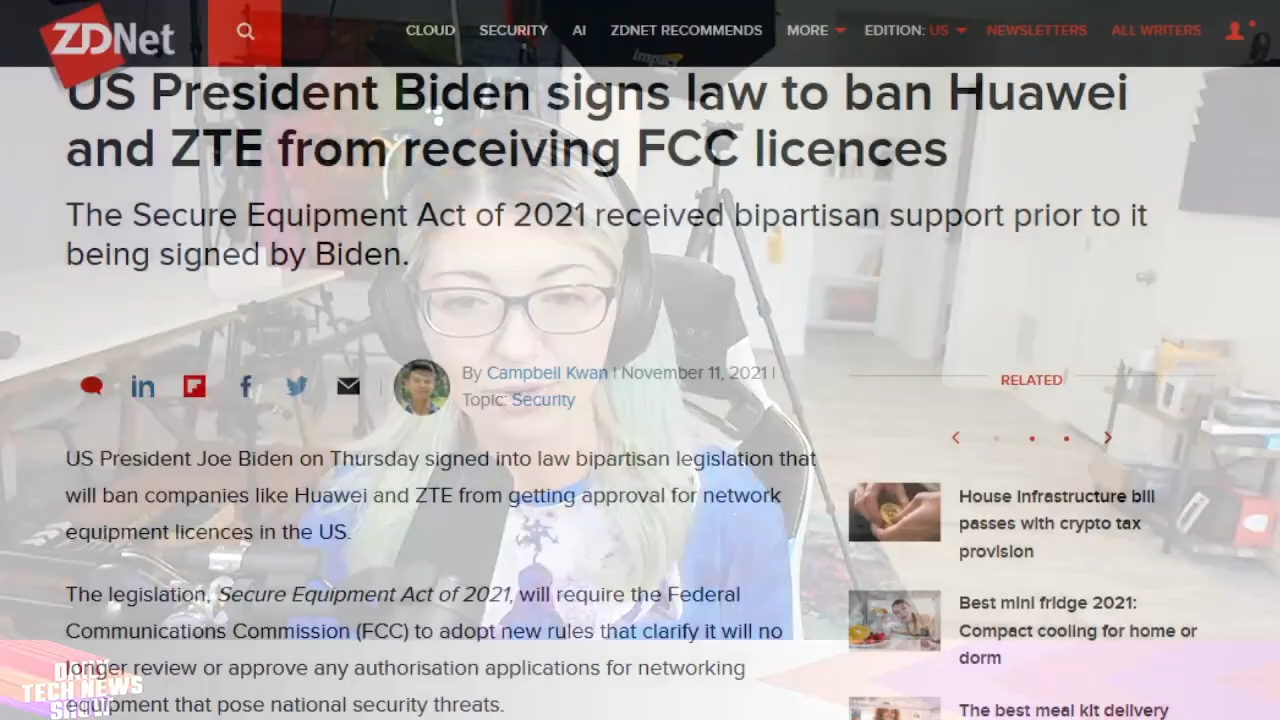 ZDNet
CLOUD SECURITY AI ZDNET RECOMMENDS MORE EDITION: US NEWSLETTERS ALL WRITERS
US President Biden signs law to ban Huawei
and ZTE from receiving FCC licences
The Secure Equipment Act of 2021 received bipartisan support prior to it
being signed by Biden.
By Campbell Kwan | November 11, 2021 |
Topic: Security
US President Joe Biden on Thursday signed into law bipartisan legislation that
will ban companies like Huawei and ZTE from getting approval for network
equipment licences in the US.
The legislation, Secure Equipment Act of 2021, will require the Federal
Communications Commission (FCC) to adopt new rules that clarify it will no
longer review or approve any authorisation applications for networking
equipment that pose national security threats.
RELATED
House infrastructure bill
passes with crypto tax
provision
Best mini fridge 2021:
Compact cooling for home or
dorm
The best meal kit delivery
DAILY
TECH NEWS
SHOW